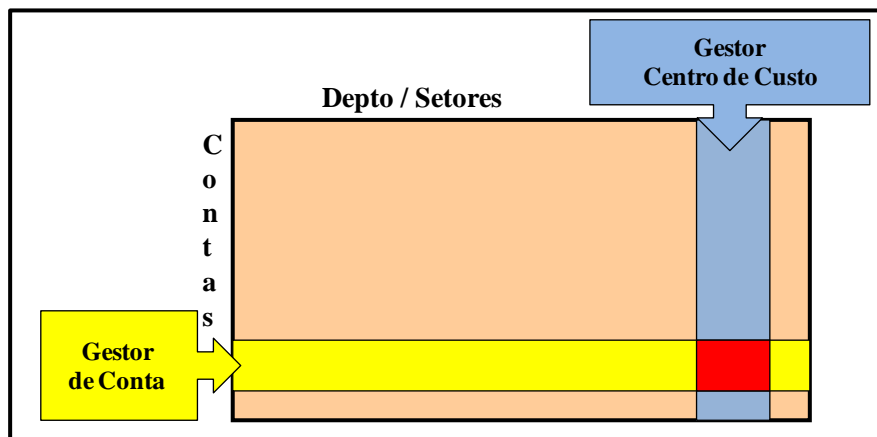 Gestor
Centro de Custo
Depto / Setores
C
o
n
t
a
s
Gestor
de Conta